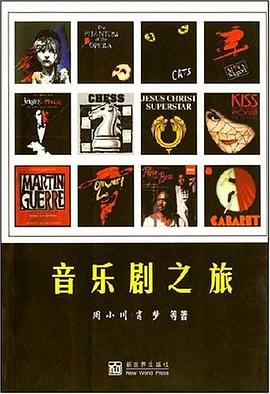 The
PHANTOM
of the
OPERA
CATS
CHESS
JESUS CHRIST
SUPERSTAR
KISS
MARTIN
GUERRE
Oliver!
CABARET
音乐剧之旅
周小川 肖梦 等著
新世界出版社
New World Press